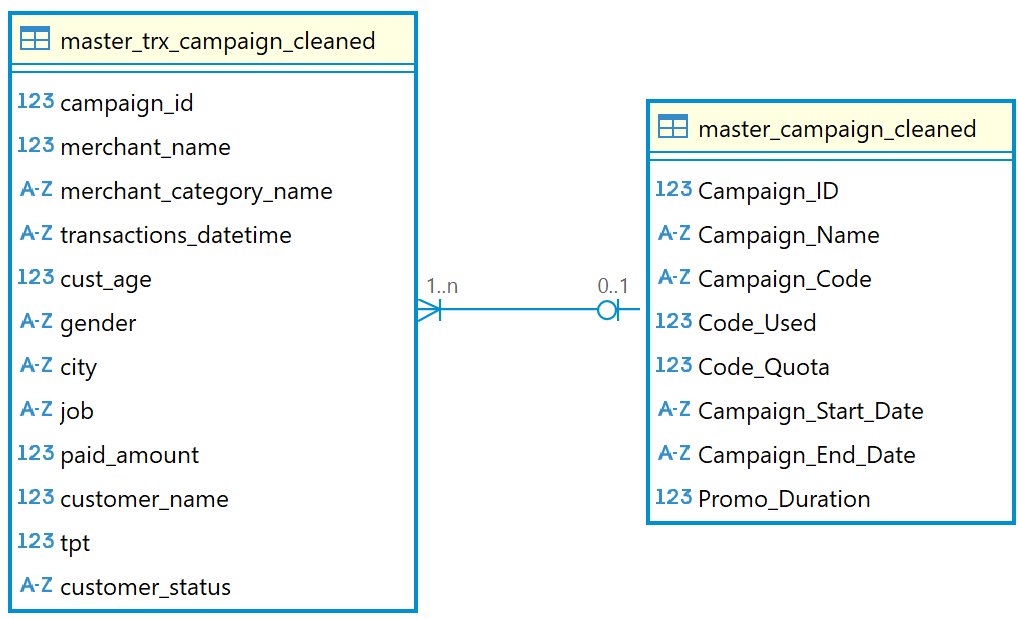 master_trx_campaign_cleaned
123 campaign_id
123 merchant_name
A-Z merchant_category_name
A-Z transactions_datetime
123 cust_age
A-Z gender
A-Z city
A-Z job
123 paid_amount
123 customer_name
123 tpt
A-Z customer_status
1..n
0..1
master_campaign_cleaned
123 Campaign_ID
A-Z Campaign_Name
A-Z Campaign_Code
123 Code_Used
123 Code_Quota
A-Z Campaign_Start_Date
A-Z Campaign_End_Date
123 Promo_Duration